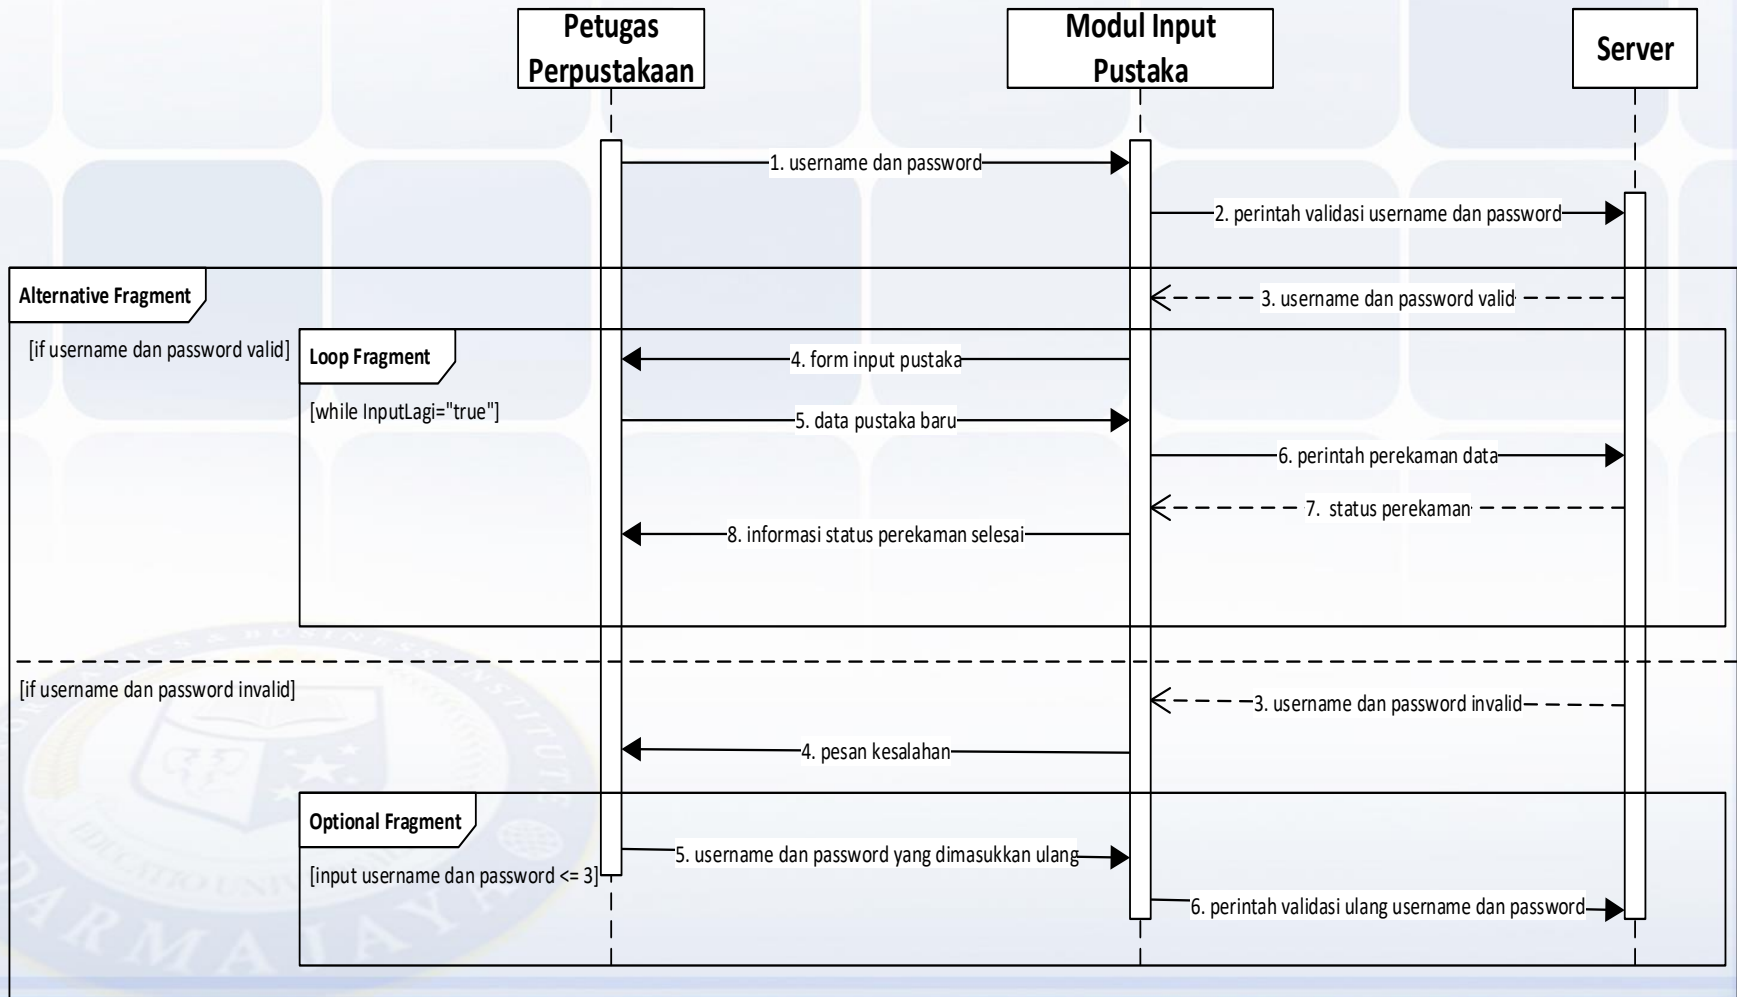 Petugas
Perpustakaan
Modul Input
Pustaka
Server
1. username dan password
2. perintah validasi username dan password
Alternative Fragment
3. username dan password valid
[if username dan password valid]
Loop Fragment
4. form input pustaka
[while InputLagi="true"]
5. data pustaka baru
6. perintah perekaman data
7. status perekaman
8. informasi status perekaman selesai
[if username dan password invalid]
3. username dan password invalid
4. pesan kesalahan
Optional Fragment
5. username dan password yang dimasukkan ulang
[input username dan password <= 3]
6. perintah validasi ulang username dan password
DARMAJAYA